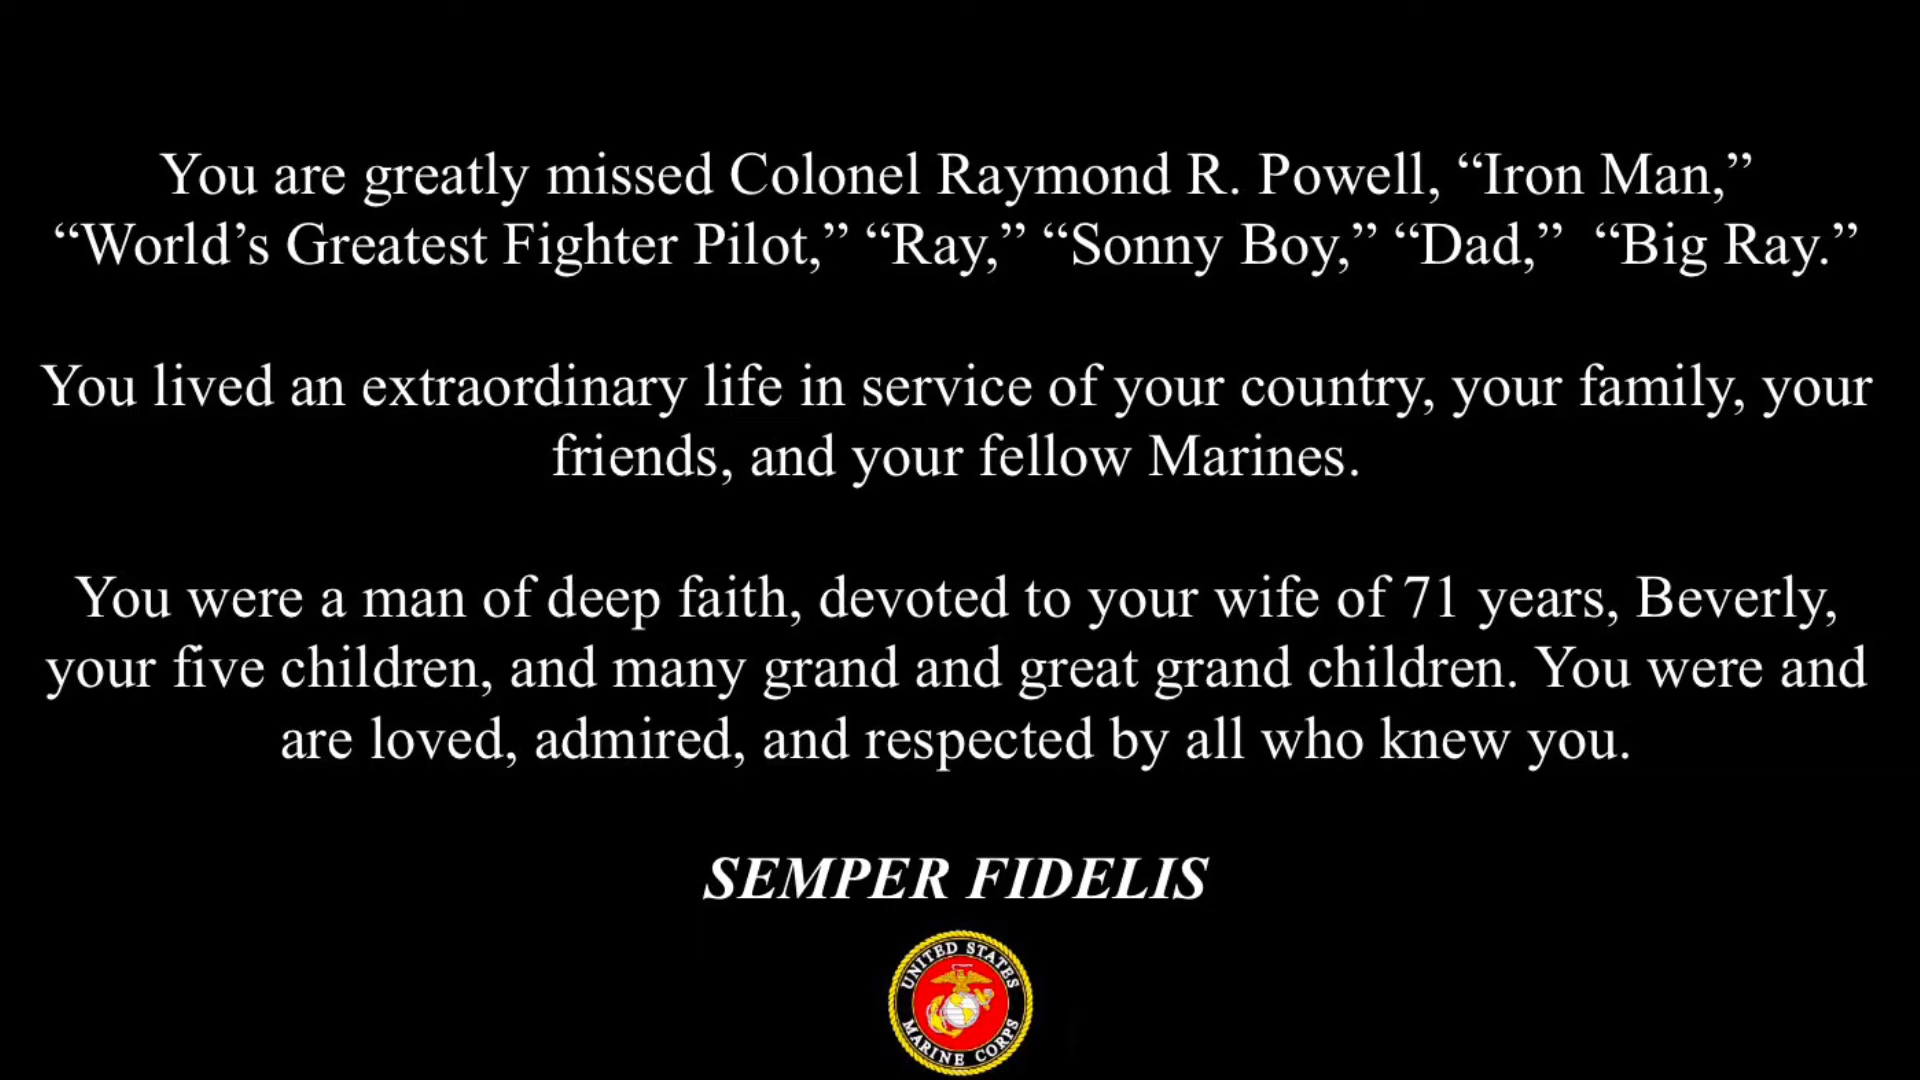 You are greatly missed Colonel Raymond R. Powell, “Iron Man,”
“World’s Greatest Fighter Pilot,” “Ray,” “Sonny Boy,” “Dad,”  “Big Ray.”
You lived an extraordinary life in service of your country, your family, your
friends, and your fellow Marines.
You were a man of deep faith, devoted to your wife of 71 years, Beverly,
your five children, and many grand and great grand children. You were and
are loved, admired, and respected by all who knew you.
SEMPER FIDELIS
UNITED STATES
MARINE CORPS